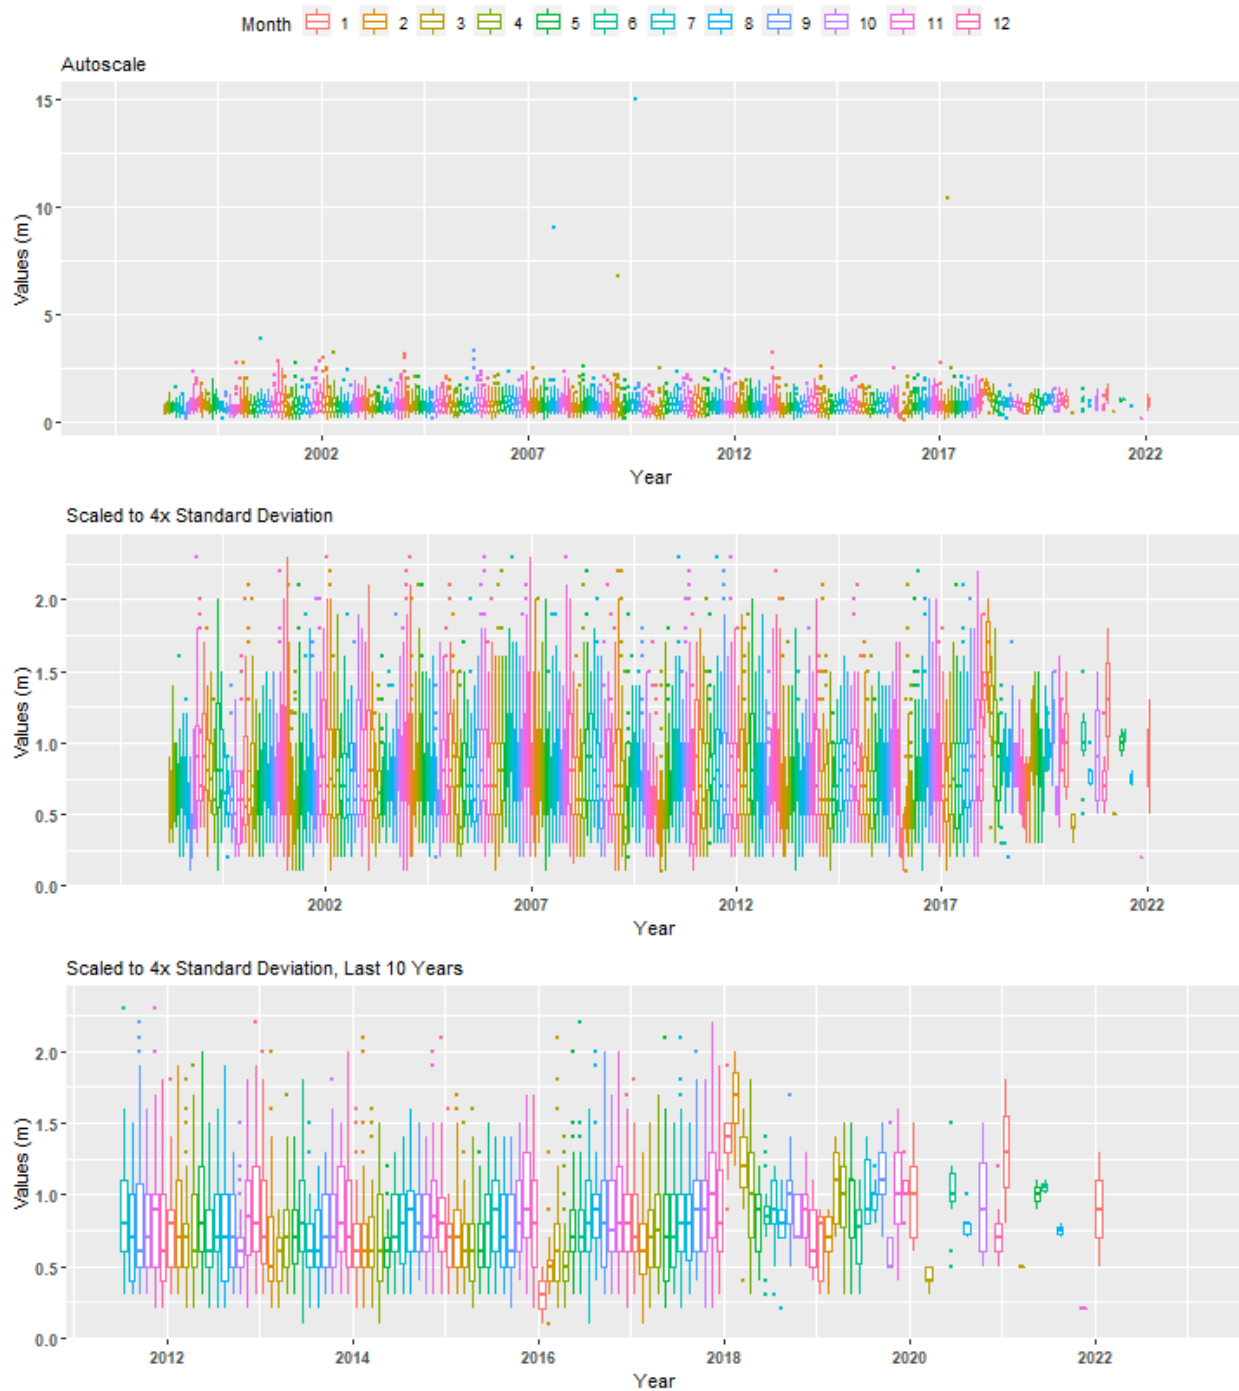 Month 1 2 3 4 5 6 7 8 9 10 11 12
Autoscale
Values (m)
15
10
5
0
2002 2007 2012 2017 2022
Year
Scaled to 4x Standard Deviation
Values (m)
2.0
1.5
1.0
0.5
0.0
2002 2007 2012 2017 2022
Year
Scaled to 4x Standard Deviation, Last 10 Years
Values (m)
2.0
1.5
1.0
0.5
0.0
2012 2014 2016 2018 2020 2022
Year